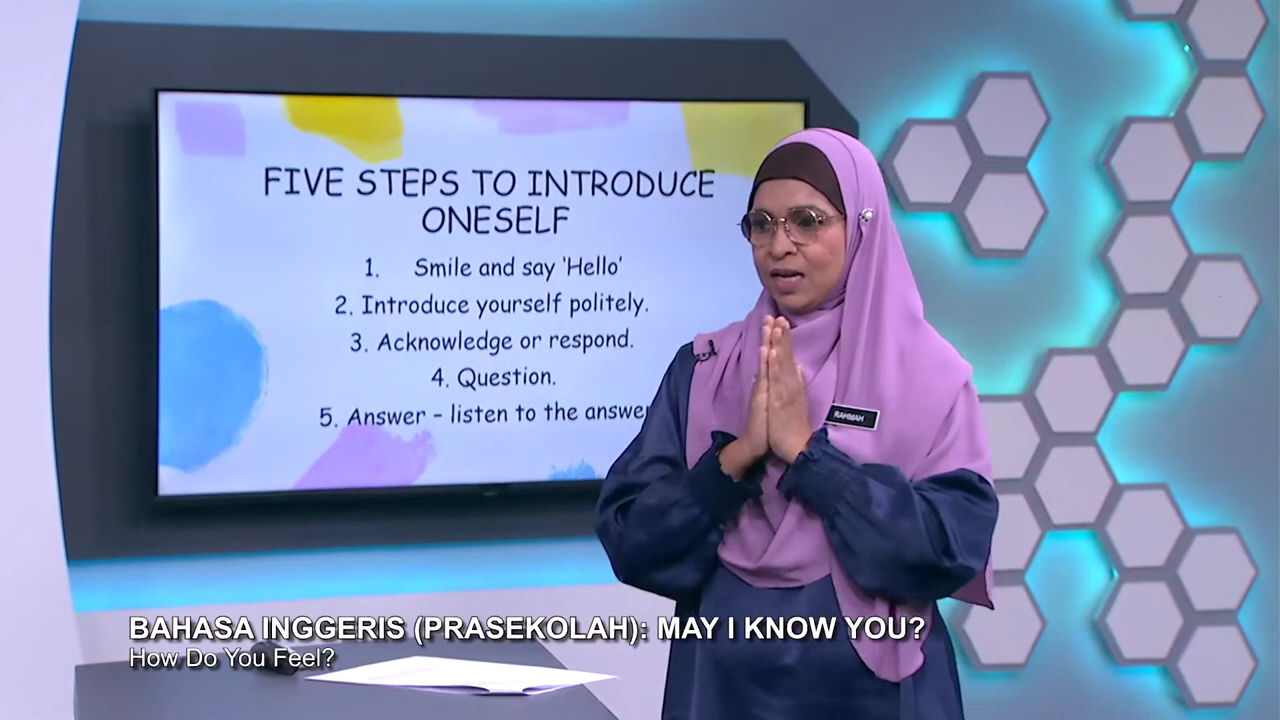 FIVE STEPS TO INTRODUCE
ONESELF
1. Smile and say 'Hello'
2. Introduce yourself politely.
3. Acknowledge or respond.
4. Question.
5. Answer – listen to the answer
RAHMAH
BAHASA INGGERIS (PRASEKOLAH): MAY I KNOW YOU?
How Do You Feel?